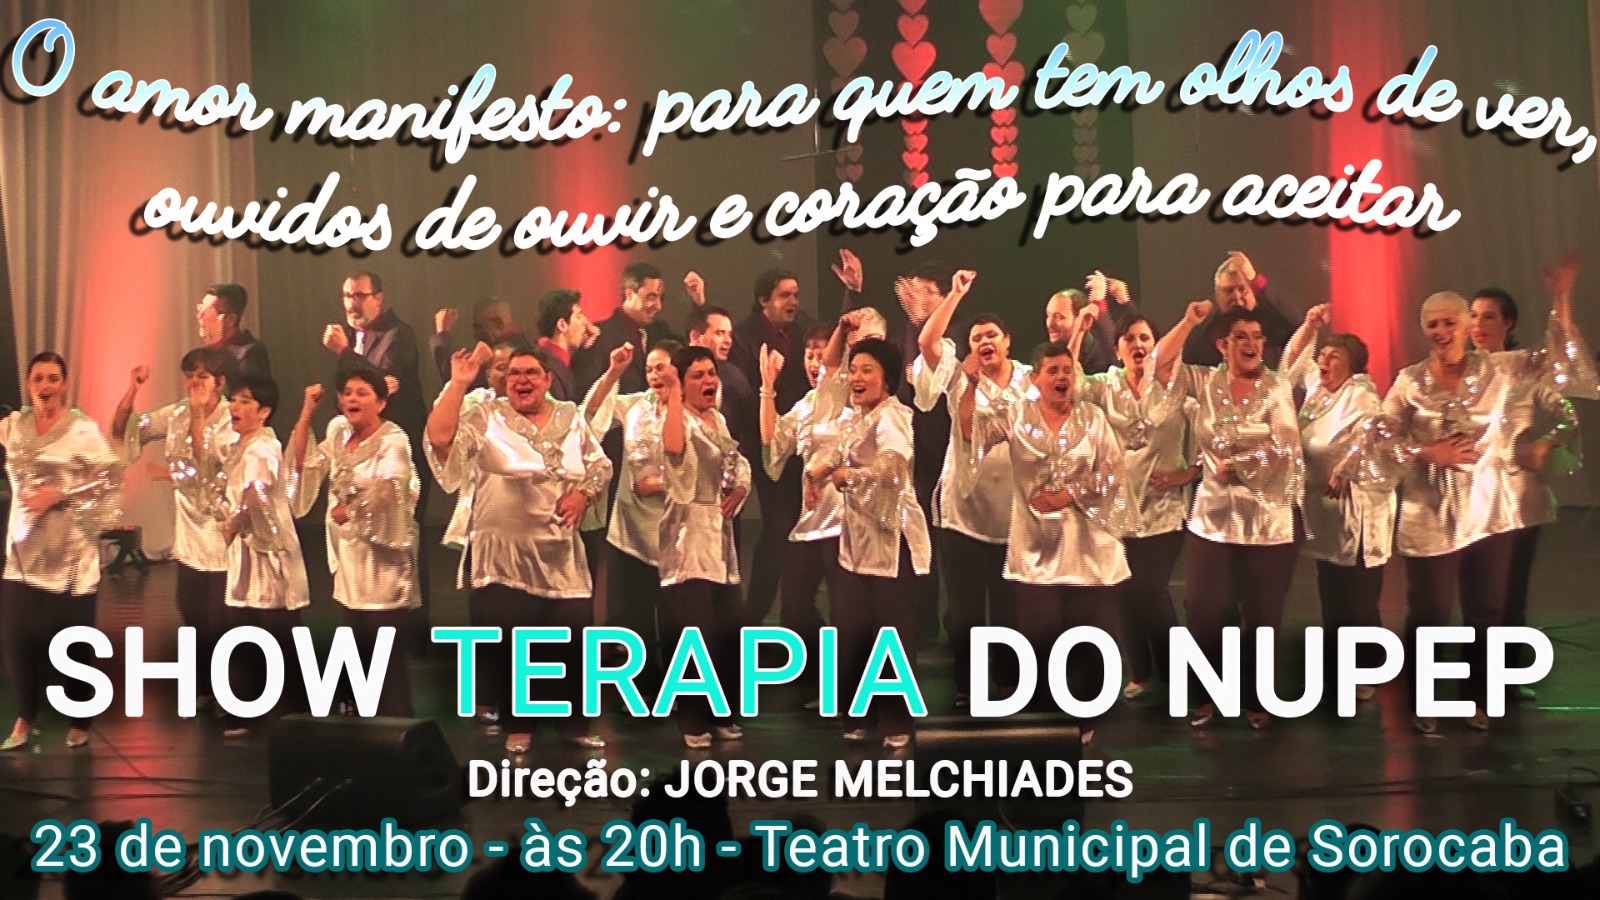 O amor manifesto: para quem tem olhos de ver,
ouvidos de ouvir e coração para aceitar
SHOW TERAPIA DO NUPEP
Direção: JORGE MELCHIADES
23 de novembro - às 20h - Teatro Municipal de Sorocaba